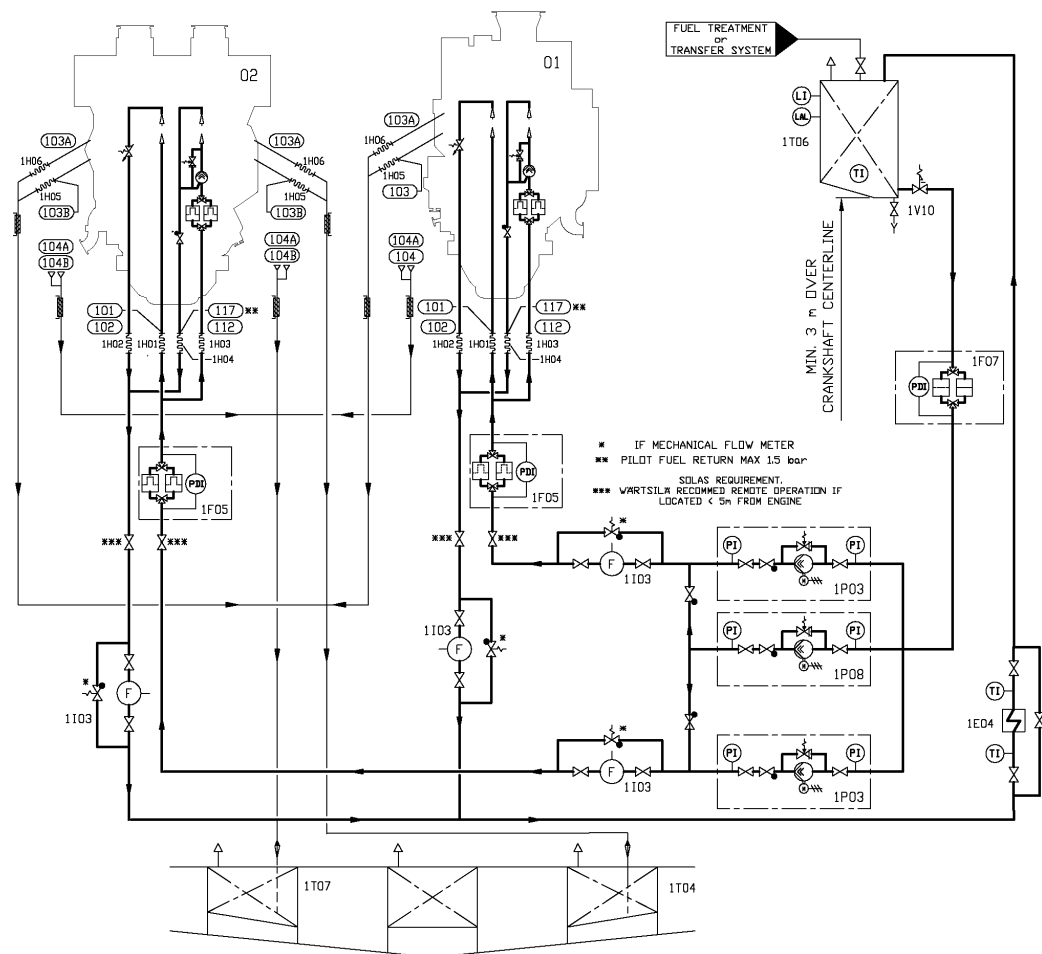 FUEL TREATMENT
or
TRANSFER SYSTEM
02
01
LI
LAL
1T06
TI
1V10
103A
1H06
1H05
103B
103A
1H06
1H05
103B
103A
1H06
1H05
103
104A
104B
104A
104B
104A
104
101
102
117 **
112
1H02
1H01
1H03
1H04
101
102
117 **
112
1H02
1H01
1H03
1H04
MIN. 3 m OVER
CRANKSHAFT CENTERLINE
1F07
PDI
PDI
1F05
PDI
1F05
* IF MECHANICAL FLOW METER
** PILOT FUEL RETURN MAX 1.5 bar
SOLAS REQUIREMENT.
*** WÄRTSILÄ RECOMMED REMOTE OPERATION IF
LOCATED < 5m FROM ENGINE
***
***
***
***
*
F
1I03
PI
PI
M
1P03
1I03
F
*
PI
PI
M
1P08
*
F
1I03
*
F
1I03
PI
PI
M
1P03
TI
1E04
TI
1T07
1T04